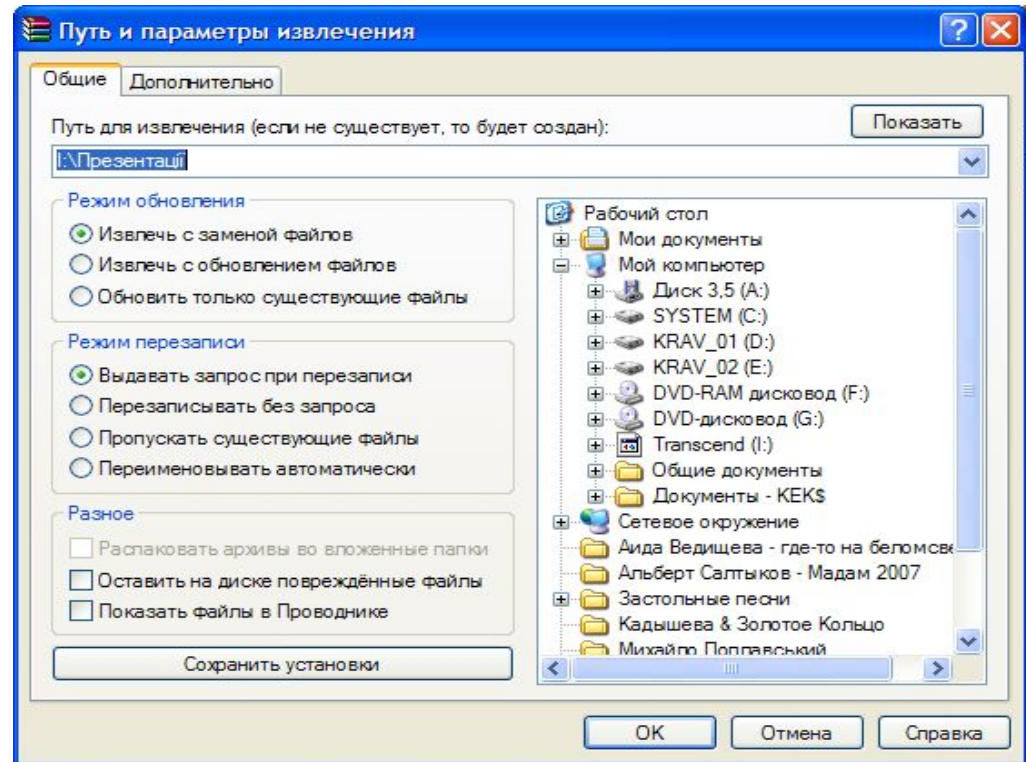 Путь и параметры извлечения
Общие
Дополнительно
Путь для извлечения (если не существует, то будет создан):
Показать
I:\Презентації
Режим обновления
Извлечь с заменой файлов
Извлечь с обновлением файлов
Обновить только существующие файлы
Режим перезаписи
Выдавать запрос при перезаписи
Перезаписывать без запроса
Пропускать существующие файлы
Переименовывать автоматически
Разное
Распаковать архивы во вложенные папки
Оставить на диске повреждённые файлы
Показать файлы в Проводнике
Сохранить установки
Рабочий стол
Мои документы
Мой компьютер
Диск 3,5 (A:)
SYSTEM (C:)
KRAV_01 (D:)
KRAV_02 (E:)
DVD-RAM дисковод (F:)
DVD-дисковод (G:)
Transcend (I:)
Общие документы
Документы - KEK$
Сетевое окружение
Аида Ведищева - где-то на беломсве
Альберт Салтыков - Мадам 2007
Застольные песни
Кадышева & Золотое Кольцо
Михайло Поплавський
OK
Отмена
Справка